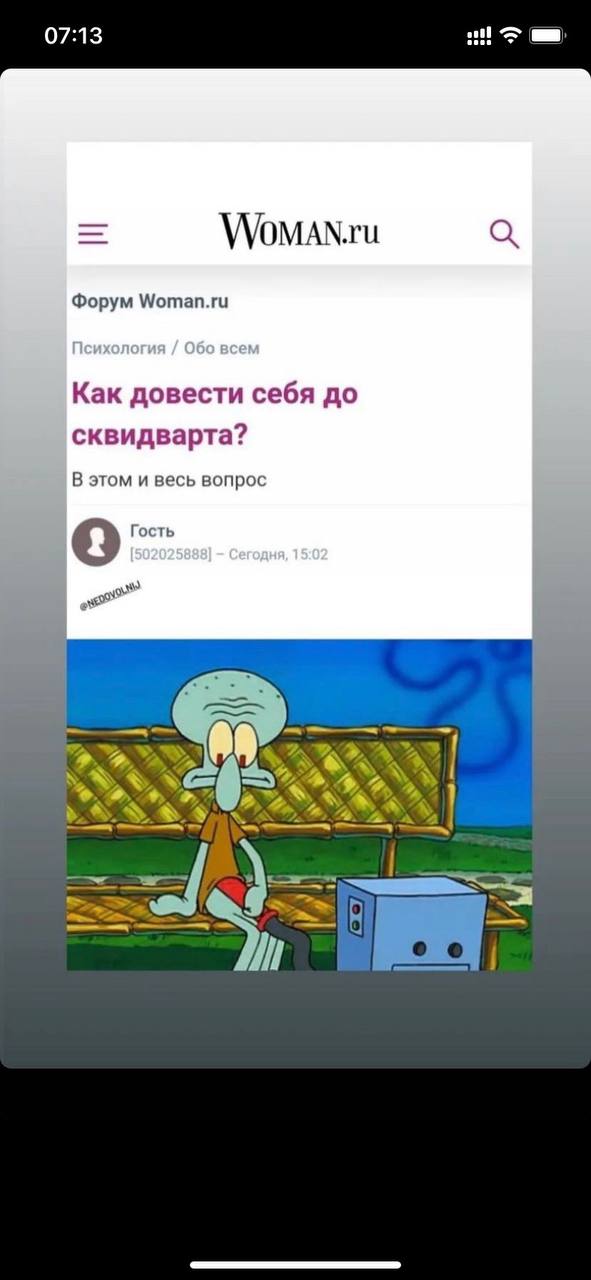 07:13
WOMAN.ru
Форум Woman.ru
Психология / Обо всем
Как довести себя до
сквидварта?
В этом и весь вопрос
Гость
[502025888] – Сегодня, 15:02
@NEDOVOLNIJ